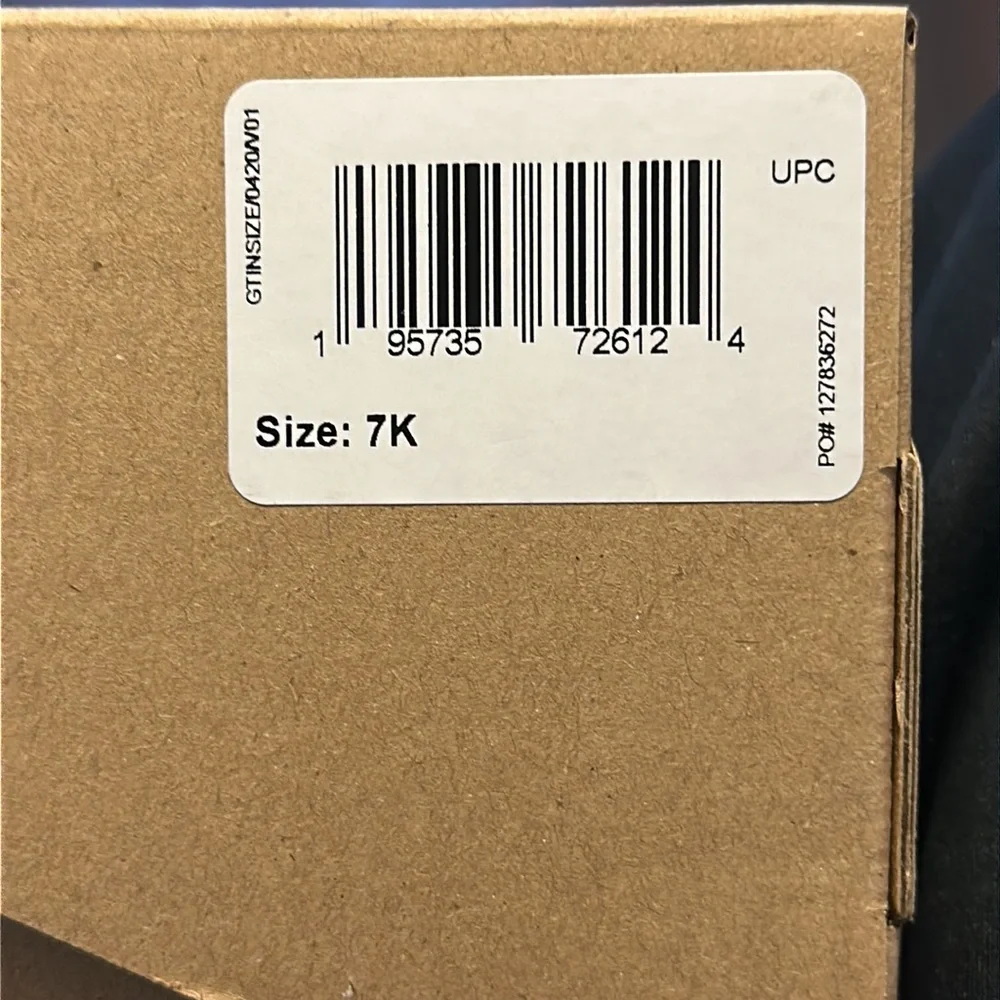 GTINSIZE/0420/V01
UPC
1 95735 72612 4
Size: 7K
PO# 127836272